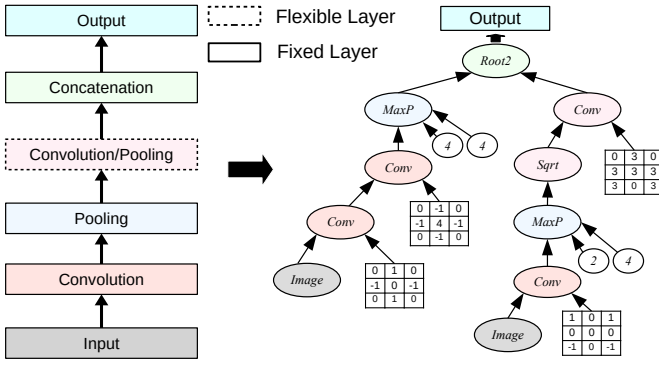 Output
Concatenation
Convolution/Pooling
Pooling
Convolution
Input
Flexible Layer
Fixed Layer
Output
Root2
MaxP
4 4
Conv
0 -1 0
-1 4 -1
0 -1 0
Conv
0 1 0
-1 0 -1
0 1 0
Image
Conv
0 3 0
3 3 3
3 0 3
Sqrt
MaxP
2 4
Conv
1 0 1
0 0 0
-1 0 -1
Image